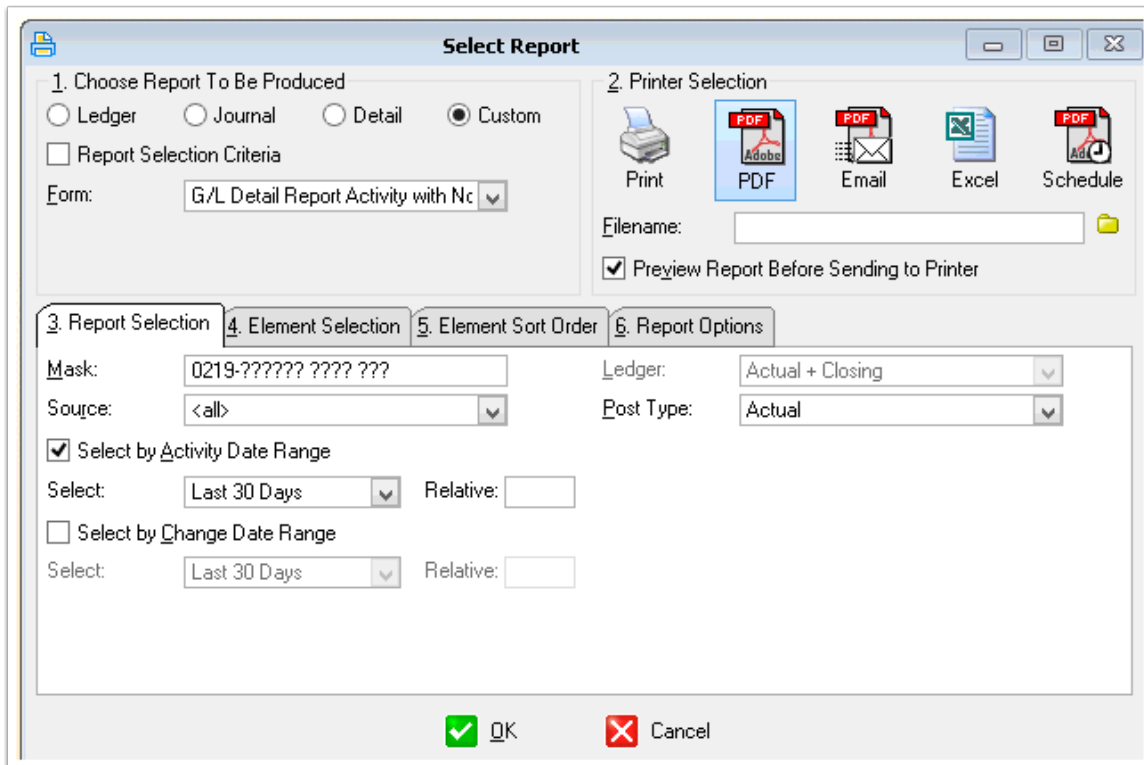 Select Report
1. Choose Report To Be Produced
Ledger Journal Detail Custom
Report Selection Criteria
Form: G/L Detail Report Activity with Nc
2. Printer Selection
PDF Adobe PDF PDF Adobe
Print PDF Email Excel Schedule
Filename:
Preview Report Before Sending to Printer
3. Report Selection 4. Element Selection 5. Element Sort Order 6. Report Options
Mask: 0219-?????? ???? ??? Ledger: Actual + Closing
Source: <all> Post Type: Actual
Select by Activity Date Range
Select: Last 30 Days Relative:
Select by Change Date Range
Select: Last 30 Days Relative:
OK Cancel